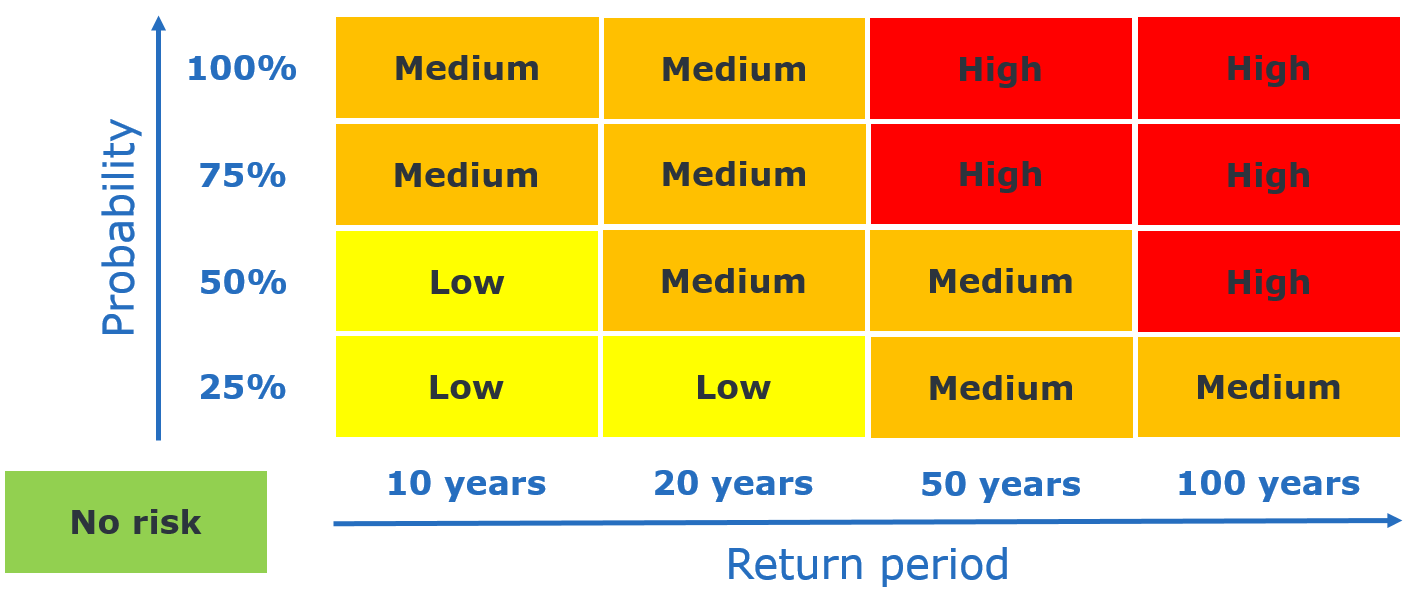 Probability
100% Medium Medium High High
75% Medium Medium High High
50% Low Medium Medium High
25% Low Low Medium Medium
10 years 20 years 50 years 100 years
No risk
Return period